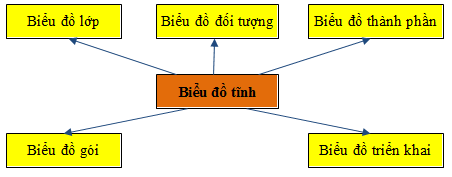 Biểu đồ lớp
Biểu đồ đối tượng
Biểu đồ thành phần
Biểu đồ tĩnh
Biểu đồ gói
Biểu đồ triển khai